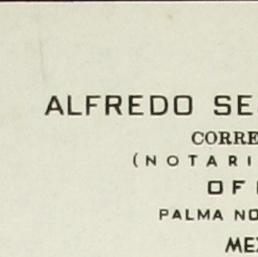 ALFREDO SE
CORRE
(NOTARI
OF
PALMA NO
MEX